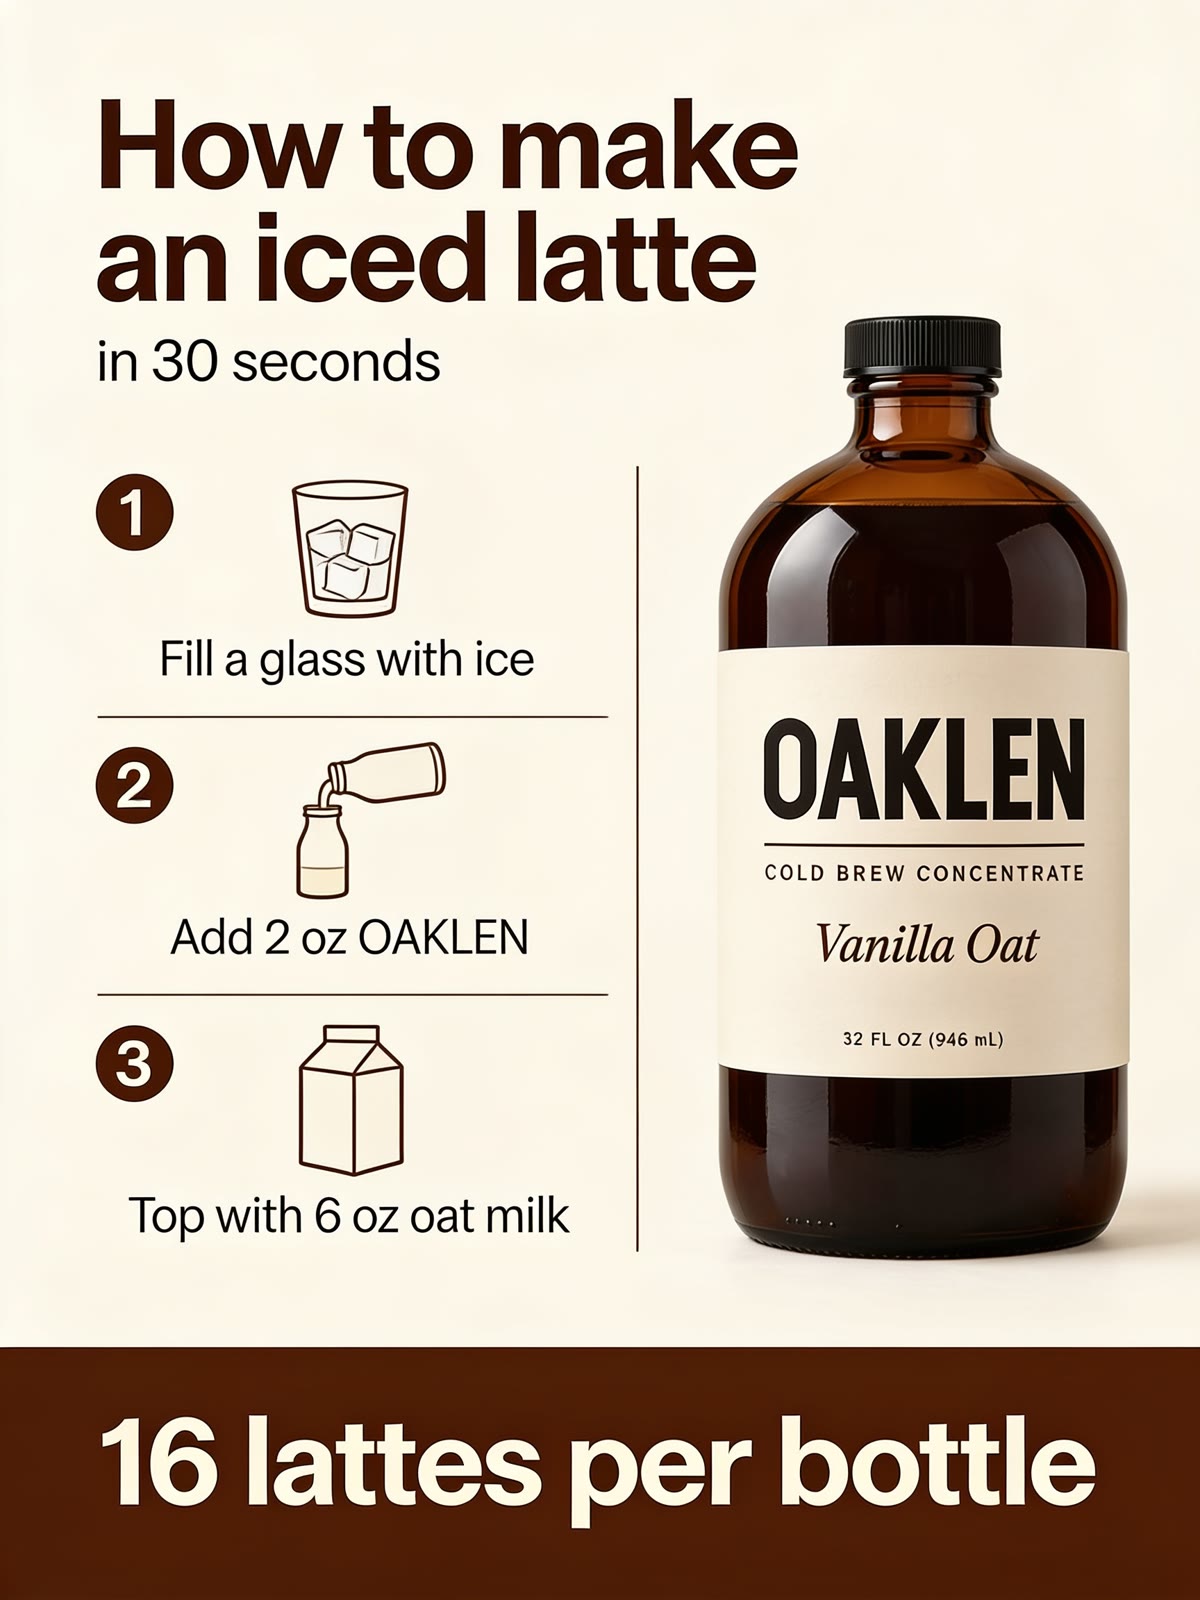 How to make
an iced latte
in 30 seconds
1
Fill a glass with ice
2
Add 2 oz OAKLEN
3
Top with 6 oz oat milk
OAKLEN
COLD BREW CONCENTRATE
Vanilla Oat
32 FL OZ (946 mL)
16 lattes per bottle